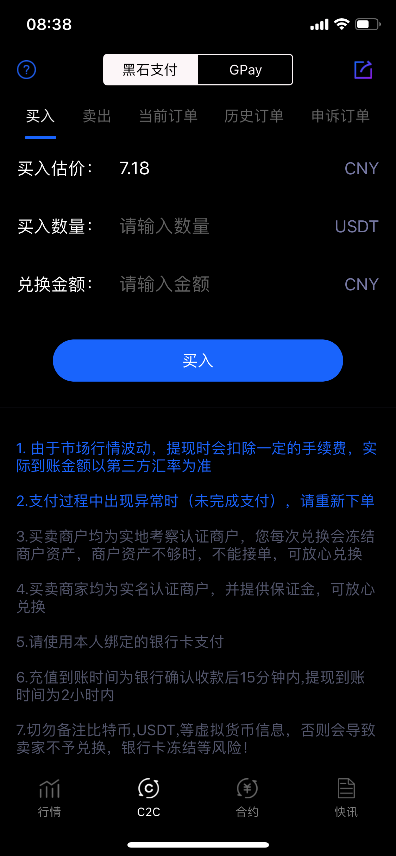 08:38
黑石支付 GPay
买入 卖出 当前订单 历史订单 申诉订单
买入估价： 7.18 CNY
买入数量： 请输入数量 USDT
兑换金额： 请输入金额 CNY
买入
1. 由于市场行情波动，提现时会扣除一定的手续费，实
际到账金额以第三方汇率为准
2.支付过程中出现异常时（未完成支付），请重新下单
3.买卖商户均为实地考察认证商户，您每次兑换会冻结
商户资产，商户资产不够时，不能接单，可放心兑换
4.买卖商家均为实名认证商户，并提供保证金，可放心
兑换
5.请使用本人绑定的银行卡支付
6.充值到账时间为银行确认收款后15分钟内,提现到账
时间为2小时内
7.切勿备注比特币,USDT,等虚拟货币信息，否则会导致
卖家不予兑换，银行卡冻结等风险！
行情 C2C 合约 快讯